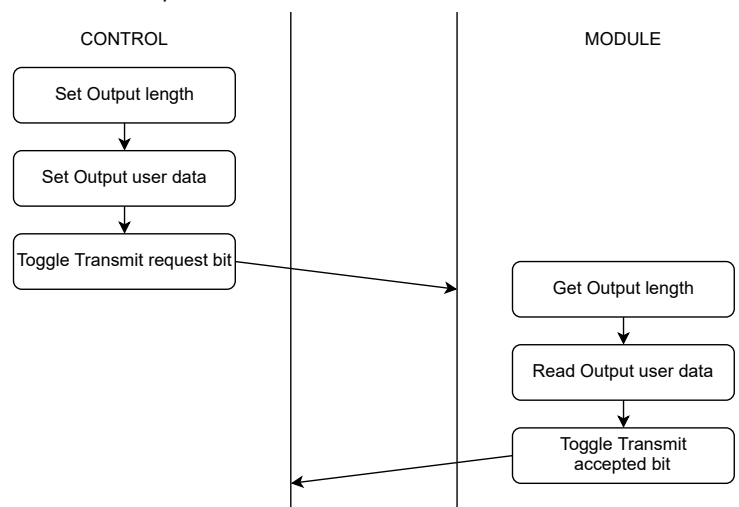 CONTROL
MODULE
Set Output length
Set Output user data
Toggle Transmit request bit
Get Output length
Read Output user data
Toggle Transmit
accepted bit